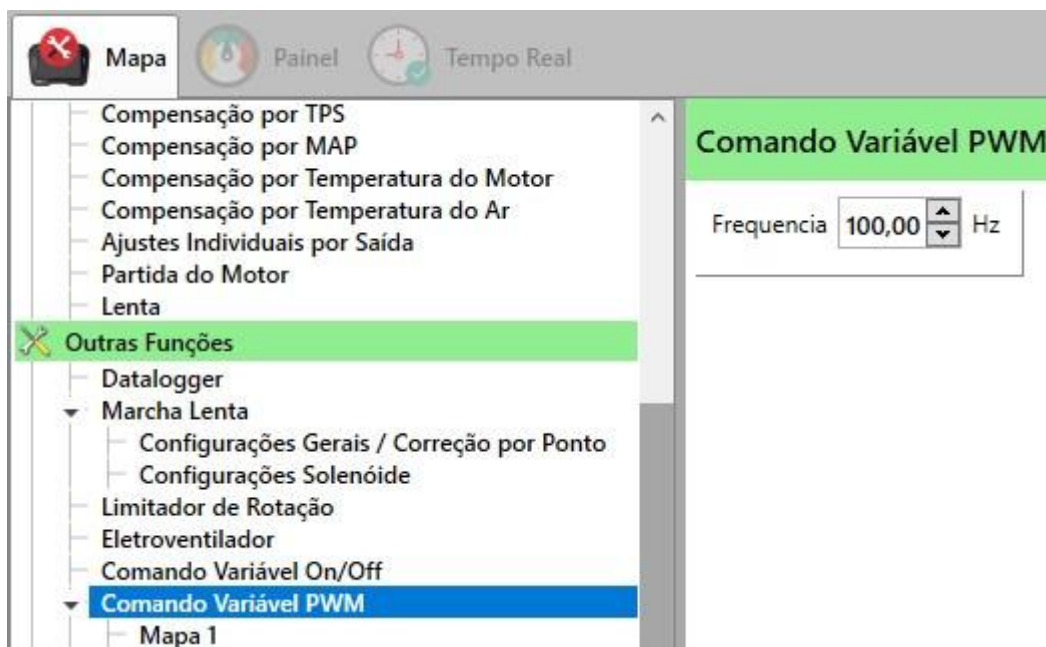 Mapa
Painel
Tempo Real
Compensação por TPS
Compensação por MAP
Compensação por Temperatura do Motor
Compensação por Temperatura do Ar
Ajustes Individuais por Saída
Partida do Motor
Lenta
Outras Funções
Datalogger
Marcha Lenta
Configurações Gerais / Correção por Ponto
Configurações Solenóide
Limitador de Rotação
Eletroventilador
Comando Variável On/Off
Comando Variável PWM
Mapa 1
Comando Variável PWM
Frequencia 100,00 Hz